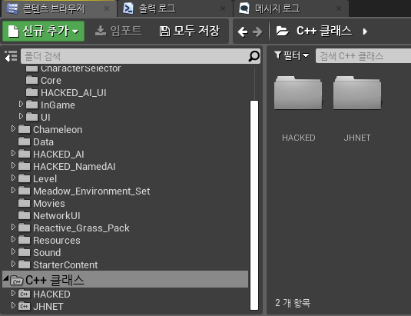 콘텐츠 브라우저
출력 로그
메시지 로그
신규 추가
임포트
모두 저장
C++ 클래스
폴더 검색
필터
검색 C++ 클래스
CharacterSelector
Core
HACKED_AI_UI
InGame
UI
Chameleon
Data
HACKED_AI
HACKED_NamedAI
Level
Meadow_Environment_Set
Movies
NetworkUI
Reactive_Grass_Pack
Resources
Sound
StarterContent
C++ 클래스
HACKED
JHNET
HACKED
JHNET
2 개 항목